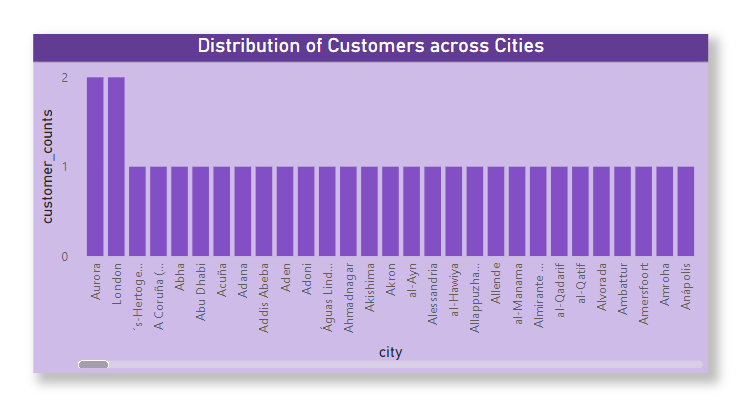 Distribution of Customers across Cities
customer_counts
2
1
0
Aurora
London
´s-Hertoge...
A Coruña (...
Abha
Abu Dhabi
Acuña
Adana
Addis Abeba
Aden
Adoni
Águas Lind...
Ahmadnagar
Akishima
Akron
al-Ayn
Alessandria
al-Hawiya
Allappuzha...
Allende
al-Manama
Almirante ...
al-Qadarif
al-Qatif
Alvorada
Ambattur
Amersfoort
Amroha
Anápolis
city